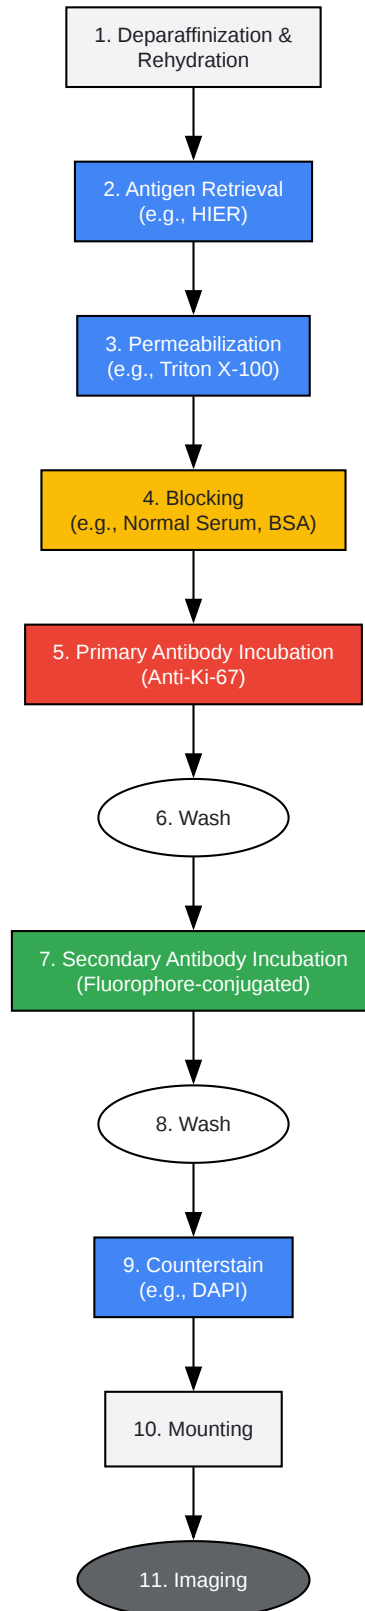 1. Deparaffinization &
Rehydration
2. Antigen Retrieval
(e.g., HIER)
3. Permeabilization
(e.g., Triton X-100)
4. Blocking
(e.g., Normal Serum, BSA)
5. Primary Antibody Incubation
(Anti-Ki-67)
6. Wash
7. Secondary Antibody Incubation
(Fluorophore-conjugated)
8. Wash
9. Counterstain
(e.g., DAPI)
10. Mounting
11. Imaging